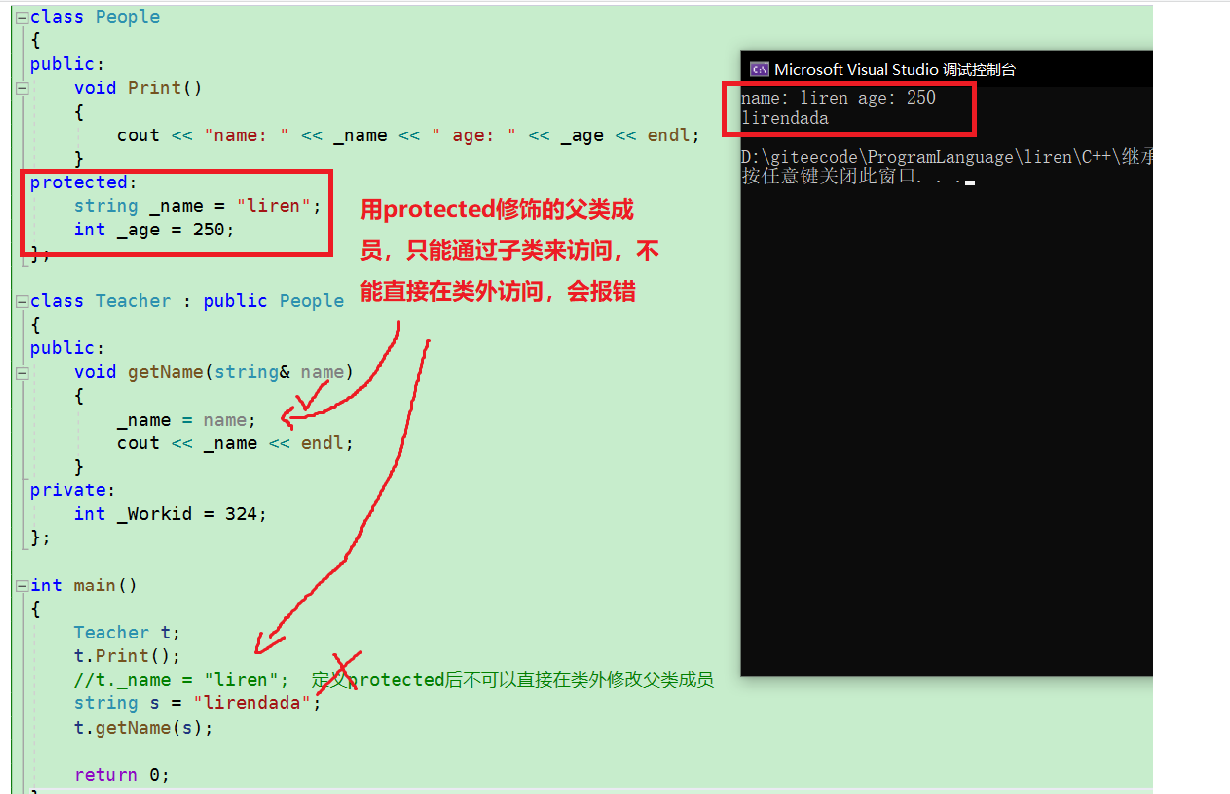 class People
{
public:
    void Print()
    {
        cout << "name: " << _name << " age: " << _age << endl;
    }
protected:
    string _name = "liren";
    int _age = 250;
};
用protected修饰的父类成
员，只能通过子类来访问，不
能直接在类外访问，会报错
class Teacher : public People
{
public:
    void getName(string& name)
    {
        _name = name;
        cout << _name << endl;
    }
private:
    int _Workid = 324;
};
int main()
{
    Teacher t;
    t.Print();
    //t._name = "liren";  定义protected后不可以直接在类外修改父类成员
    string s = "lirendada";
    t.getName(s);
    return 0;
Microsoft Visual Studio 调试控制台
name: liren age: 250
lirendada
D:\giteecode\ProgramLanguage\liren\C++\继承
按任意键关闭此窗口. . .